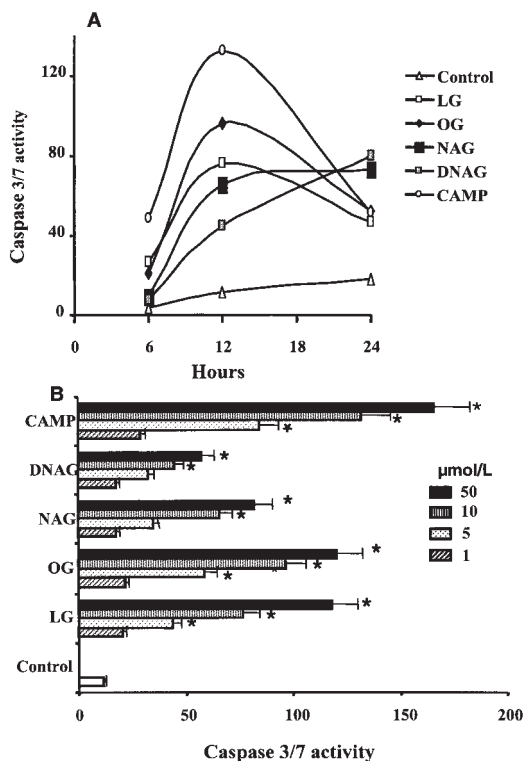 A
Caspase 3/7 activity
120
80
40
0
0
6
12
18
24
Hours
Control
LG
OG
NAG
DNAG
CAMP
B
CAMP
*
*
*
DNAG
*
*
NAG
*
*
OG
*
*
*
LG
*
*
*
Control
µmol/L
50
10
5
1
0
50
100
150
200
Caspase 3/7 activity